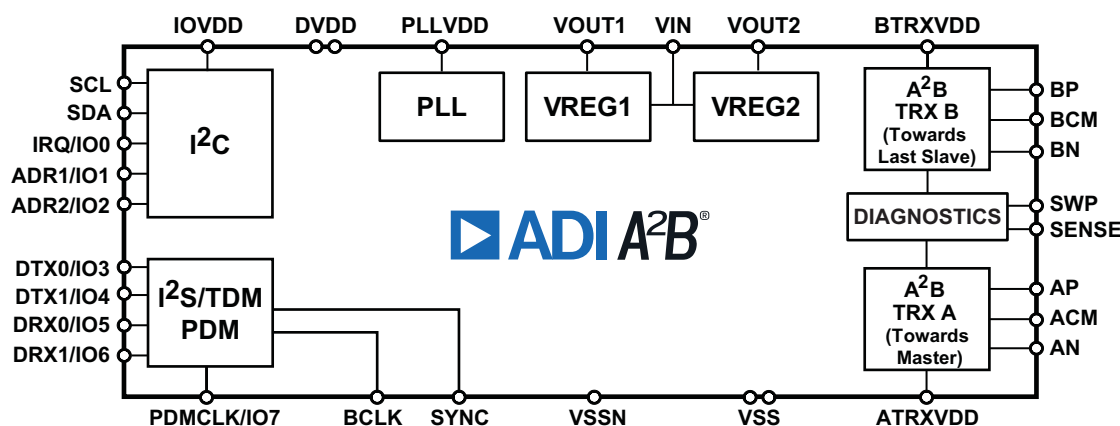 IOVDD DVDD PLLVDD VOUT1 VIN VOUT2 BTRXVDD
SCL
SDA
IRQ/IO0
ADR1/IO1
ADR2/IO2
I²C
PLL
VREG1
VREG2
A²B
TRX B
(Towards
Last Slave)
BP
BCM
BN
DIAGNOSTICS
SWP
SENSE
ADI A²B®
DTX0/IO3
DTX1/IO4
DRX0/IO5
DRX1/IO6
I²S/TDM
PDM
A²B
TRX A
(Towards
Master)
AP
ACM
AN
PDMCLK/IO7 BCLK SYNC VSSN VSS ATRXVDD